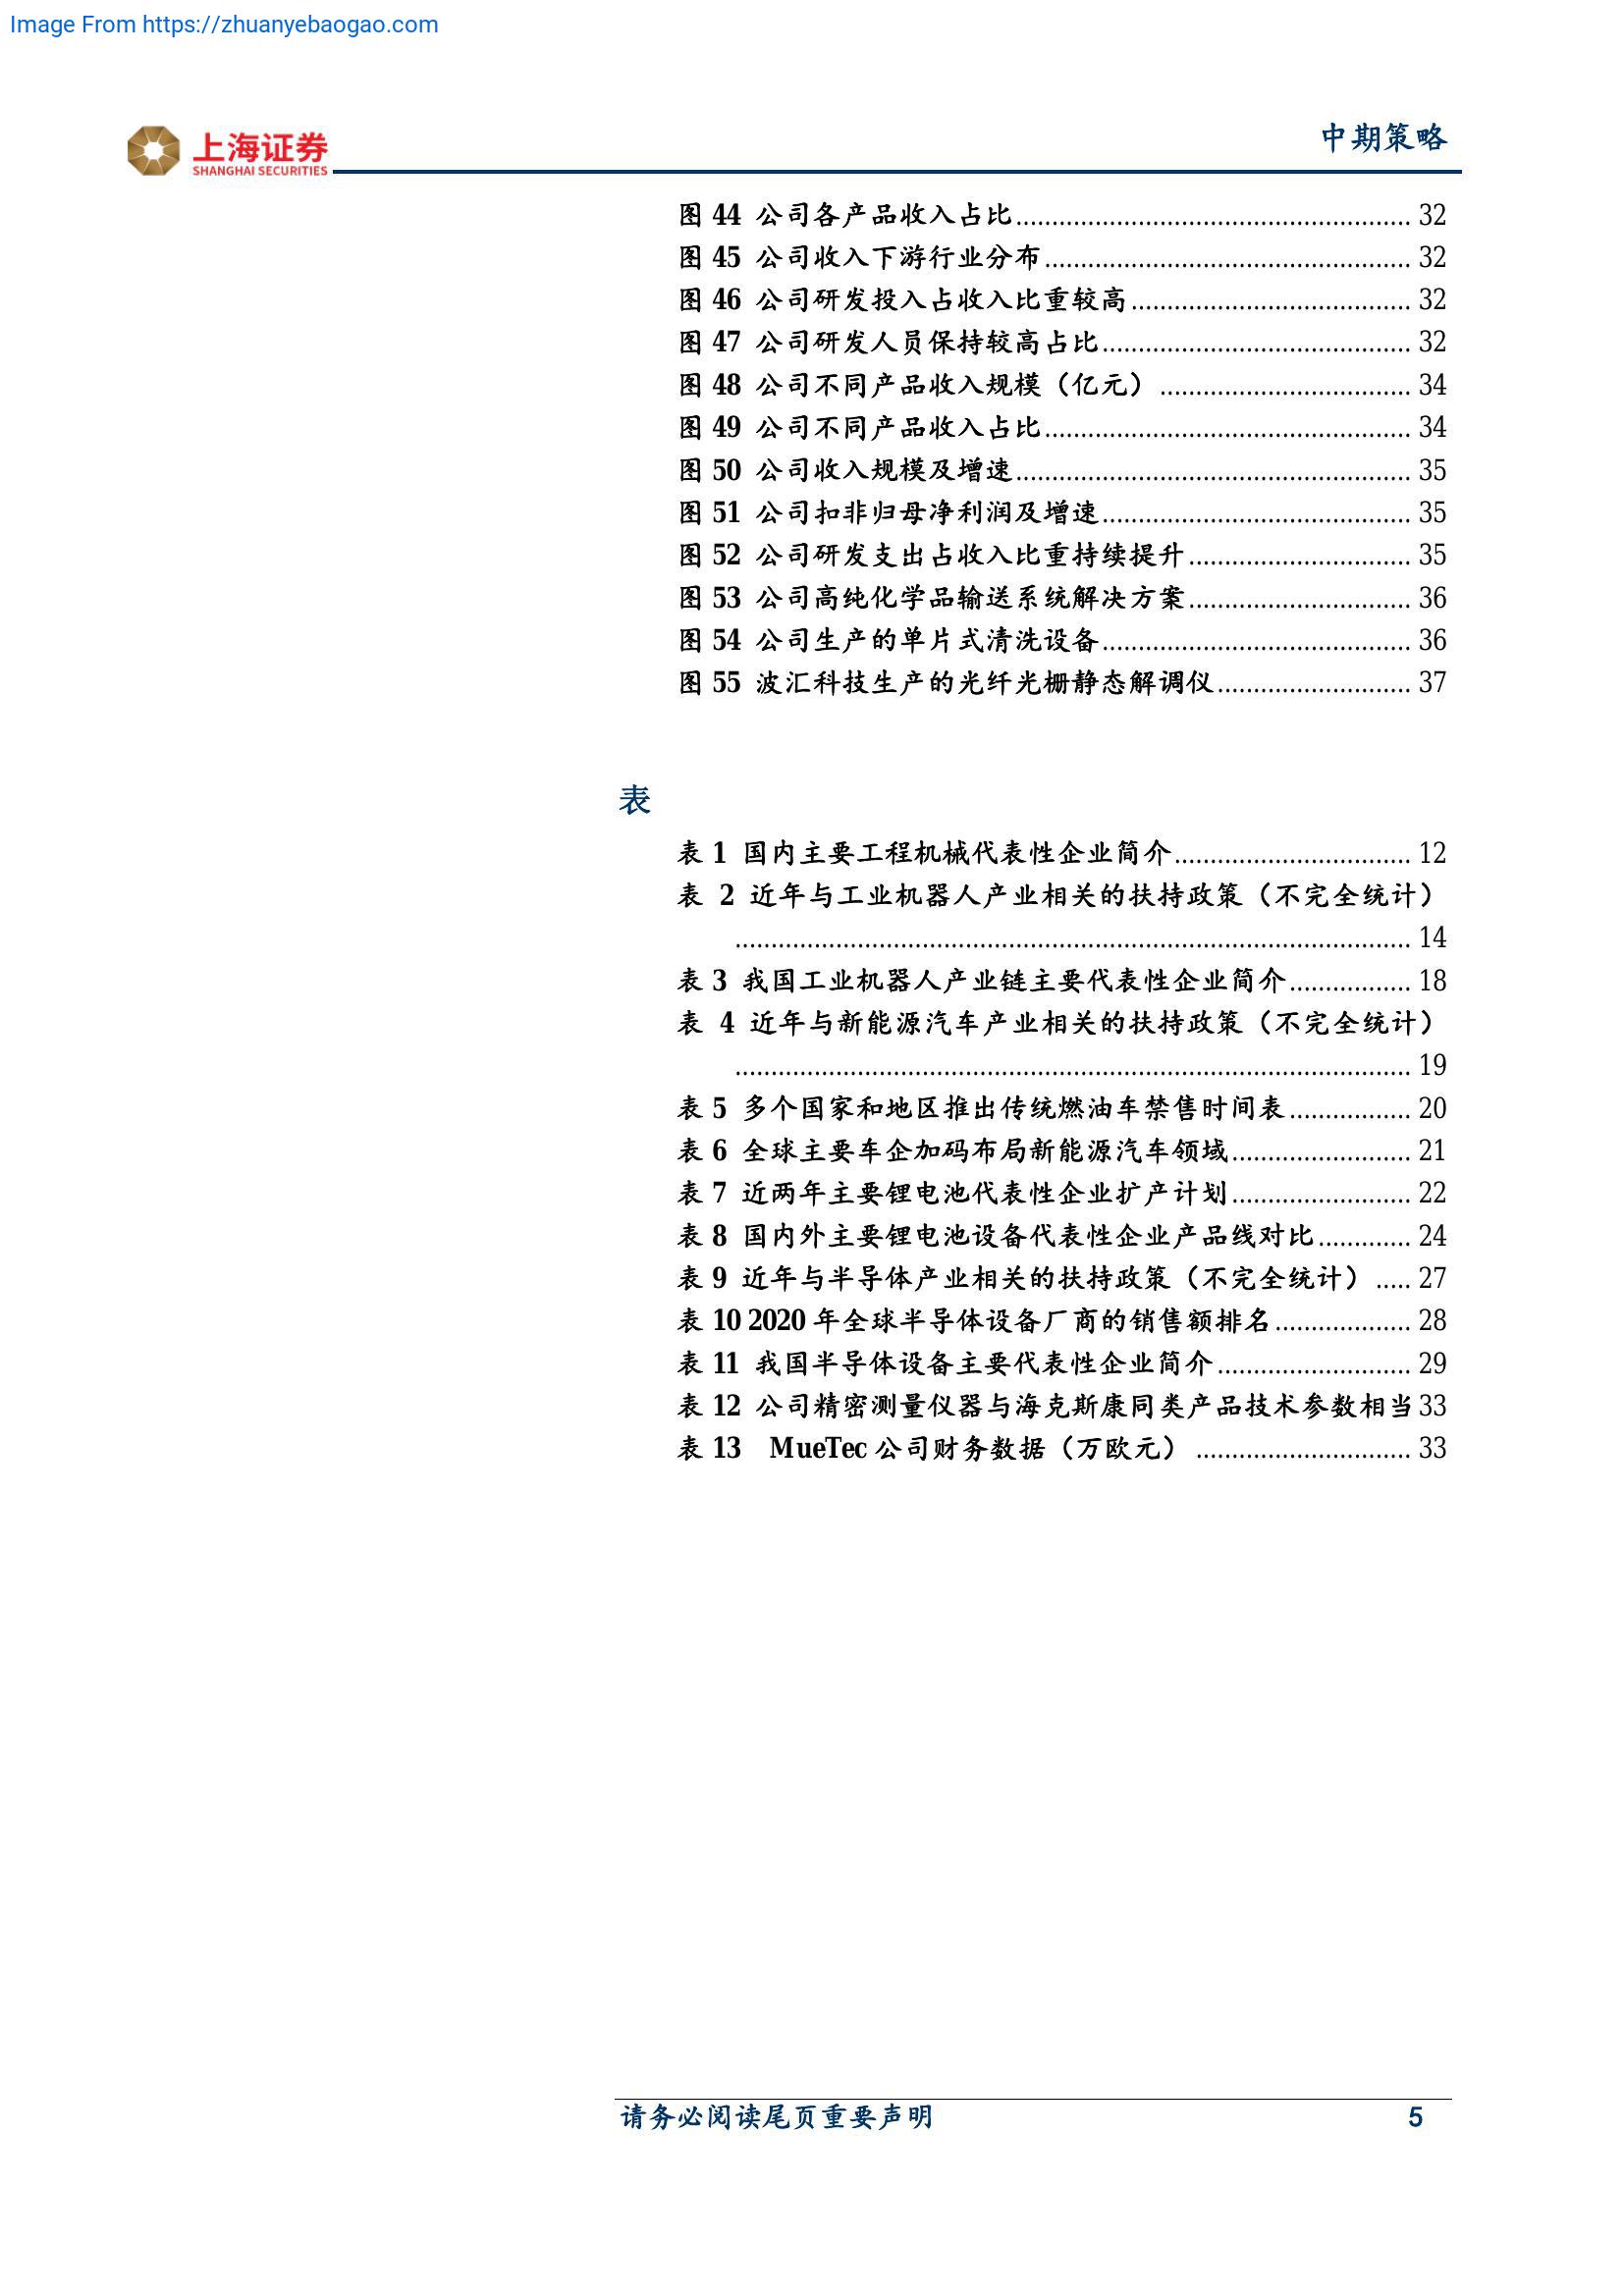 Image From https://zhuanyebaogao.com
上海证券
SHANGHAI SECURITIES
中期策略
图 44 公司各产品收入占比....................................................... 32
图 45 公司收入下游行业分布................................................... 32
图 46 公司研发投入占收入比重较高....................................... 32
图 47 公司研发人员保持较高占比........................................... 32
图 48 公司不同产品收入规模（亿元）................................... 34
图 49 公司不同产品收入占比................................................... 34
图 50 公司收入规模及增速....................................................... 35
图 51 公司扣非归母净利润及增速........................................... 35
图 52 公司研发支出占收入比重持续提升............................... 35
图 53 公司高纯化学品输送系统解决方案............................... 36
图 54 公司生产的单片式清洗设备........................................... 36
图 55 波汇科技生产的光纤光栅静态解调仪........................... 37
表
表 1 国内主要工程机械代表性企业简介................................. 12
表 2 近年与工业机器人产业相关的扶持政策（不完全统计）
.............................................................................................. 14
表 3 我国工业机器人产业链主要代表性企业简介................. 18
表 4 近年与新能源汽车产业相关的扶持政策（不完全统计）
.............................................................................................. 19
表 5 多个国家和地区推出传统燃油车禁售时间表................. 20
表 6 全球主要车企加码布局新能源汽车领域......................... 21
表 7 近两年主要锂电池代表性企业扩产计划......................... 22
表 8 国内外主要锂电池设备代表性企业产品线对比............. 24
表 9 近年与半导体产业相关的扶持政策（不完全统计）..... 27
表 10 2020 年全球半导体设备厂商的销售额排名................... 28
表 11 我国半导体设备主要代表性企业简介........................... 29
表 12 公司精密测量仪器与海克斯康同类产品技术参数相当 33
表 13 MueTec 公司财务数据（万欧元）.............................. 33
请务必阅读尾页重要声明 5